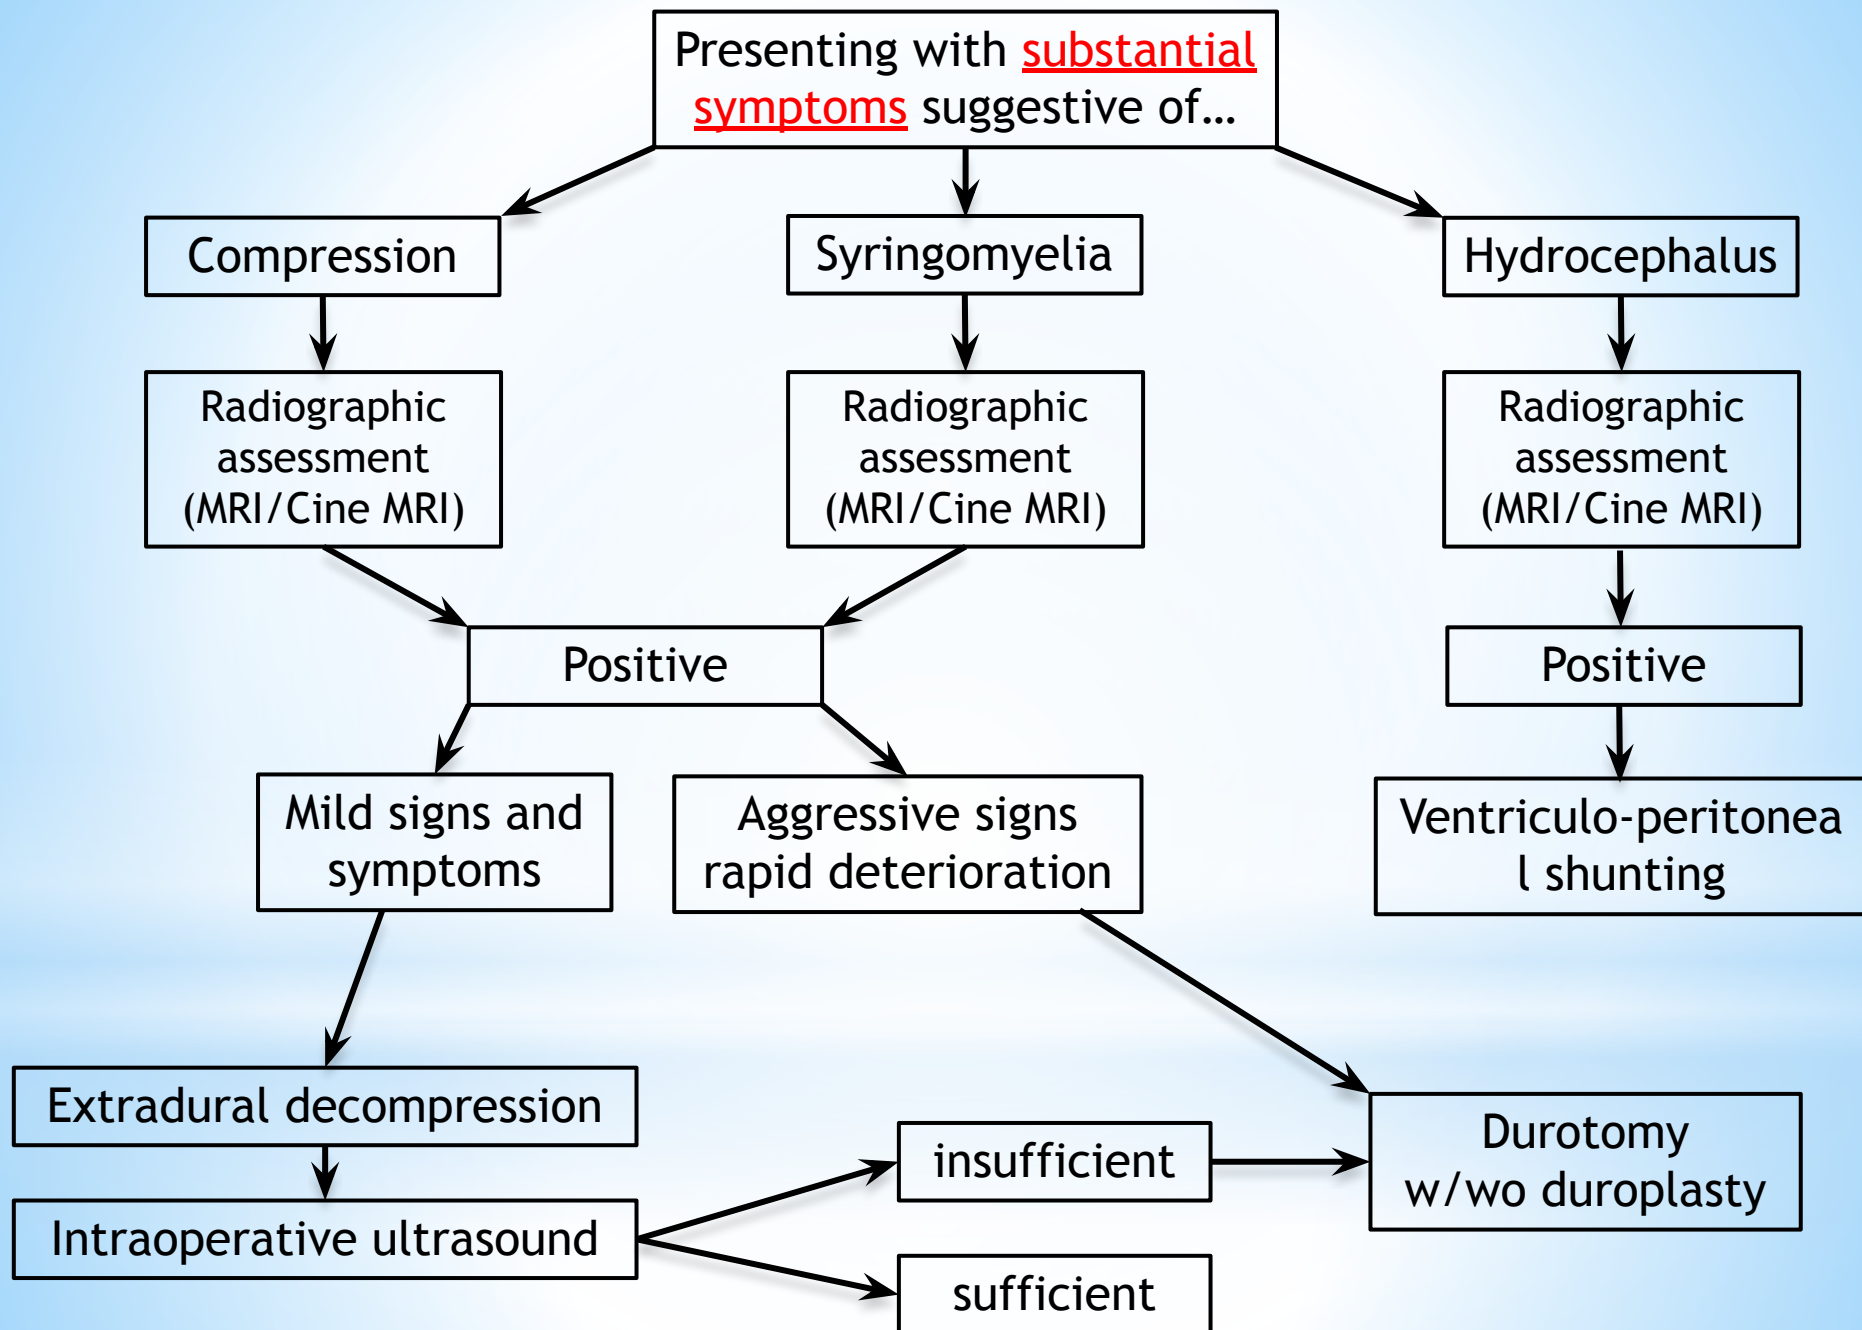 Presenting with substantial
symptoms suggestive of…
Compression
Syringomyelia
Hydrocephalus
Radiographic
assessment
(MRI/Cine MRI)
Radiographic
assessment
(MRI/Cine MRI)
Radiographic
assessment
(MRI/Cine MRI)
Positive
Positive
Mild signs and
symptoms
Aggressive signs
rapid deterioration
Ventriculo-peritonea
l shunting
Extradural decompression
Intraoperative ultrasound
insufficient
sufficient
Durotomy
w/wo duroplasty